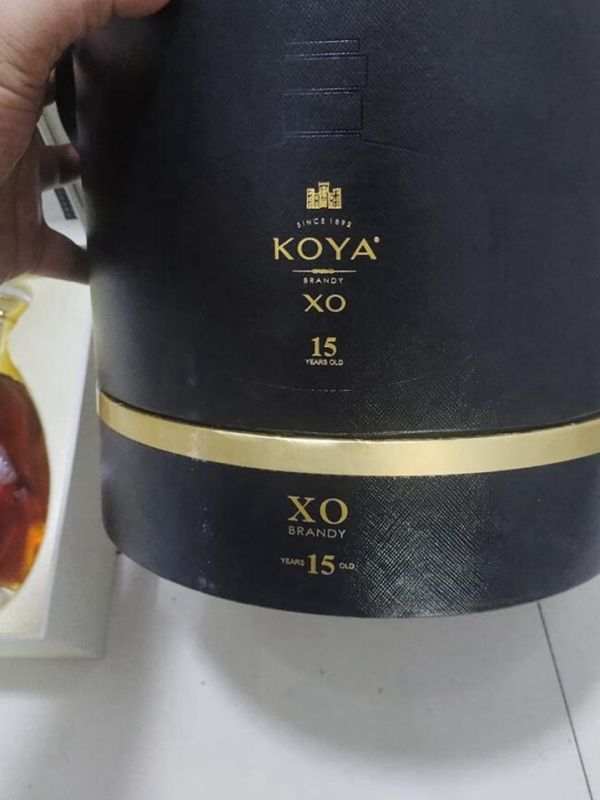 SINCE 1892
KOYA
BRANDY
XO
15
YEARS OLD
XO
BRANDY
YEARS 15 OLD